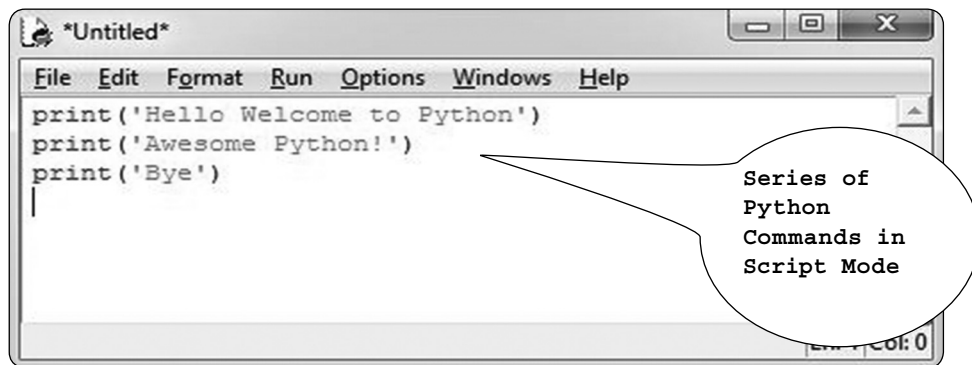 *Untitled*
File Edit Format Run Options Windows Help
print('Hello Welcome to Python')
print('Awesome Python!')
print('Bye')
Series of
Python
Commands in
Script Mode
Col: 0